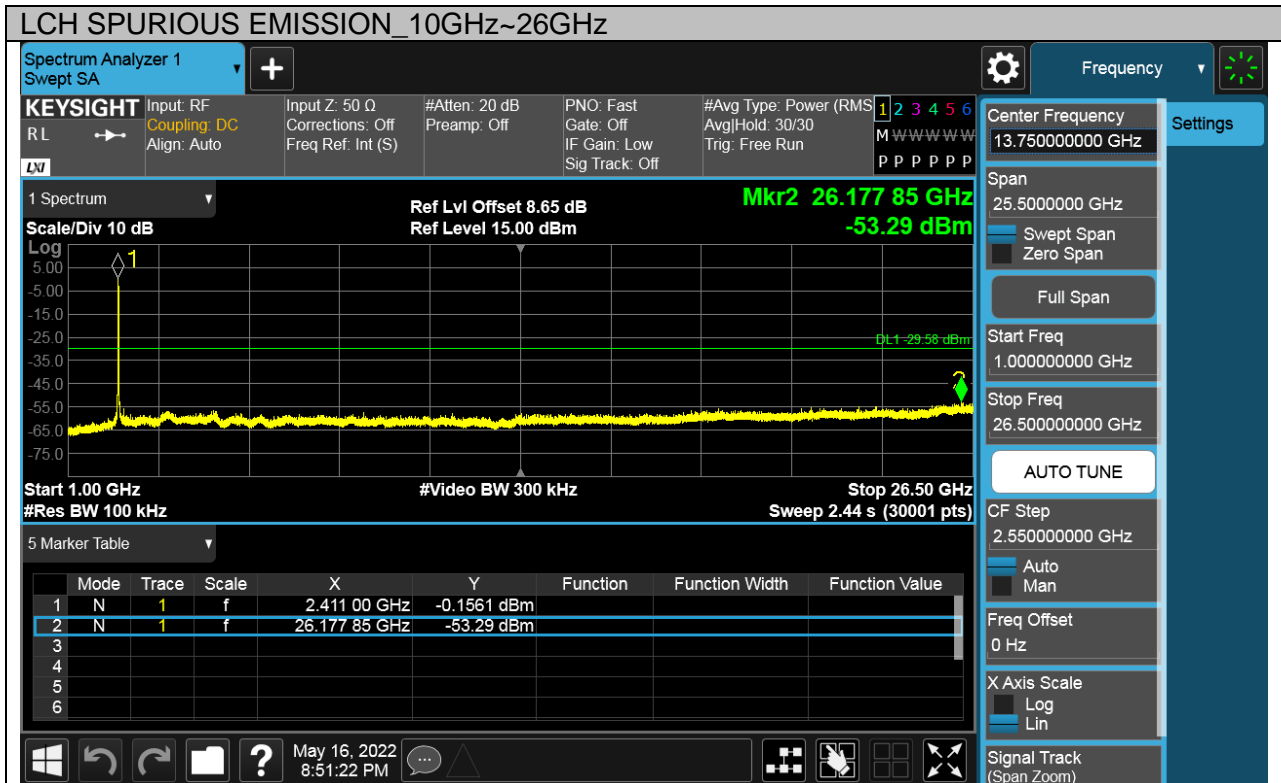 LCH SPURIOUS EMISSION_10GHz~26GHz
Spectrum Analyzer 1
Swept SA
+
Frequency
KEYSIGHT
RL
LXI
Input: RF
Coupling: DC
Align: Auto
Input Z: 50 Ω
Corrections: Off
Freq Ref: Int (S)
#Atten: 20 dB
Preamp: Off
PNO: Fast
Gate: Off
IF Gain: Low
Sig Track: Off
#Avg Type: Power (RMS
Avg|Hold: 30/30
Trig: Free Run
1 2 3 4 5 6
M W W W W W
P P P P P P
1 Spectrum
Scale/Div 10 dB
Ref Lvl Offset 8.65 dB
Ref Level 15.00 dBm
Mkr2 26.177 85 GHz
-53.29 dBm
Log
5.00
-5.00
-15.0
-25.0
-35.0
-45.0
-55.0
-65.0
-75.0
1
DL1 -29.58 dBm
2
Start 1.00 GHz
#Video BW 300 kHz
Stop 26.50 GHz
#Res BW 100 kHz
Sweep 2.44 s (30001 pts)
5 Marker Table
Mode Trace Scale X Y Function Function Width Function Value
1 N 1 f 2.411 00 GHz -0.1561 dBm
2 N 1 f 26.177 85 GHz -53.29 dBm
3
4
5
6
?
May 16, 2022
8:51:22 PM
Center Frequency
13.750000000 GHz
Settings
Span
25.5000000 GHz
Swept Span
Zero Span
Full Span
Start Freq
1.000000000 GHz
Stop Freq
26.500000000 GHz
AUTO TUNE
CF Step
2.550000000 GHz
Auto
Man
Freq Offset
0 Hz
X Axis Scale
Log
Lin
Signal Track
(Span Zoom)